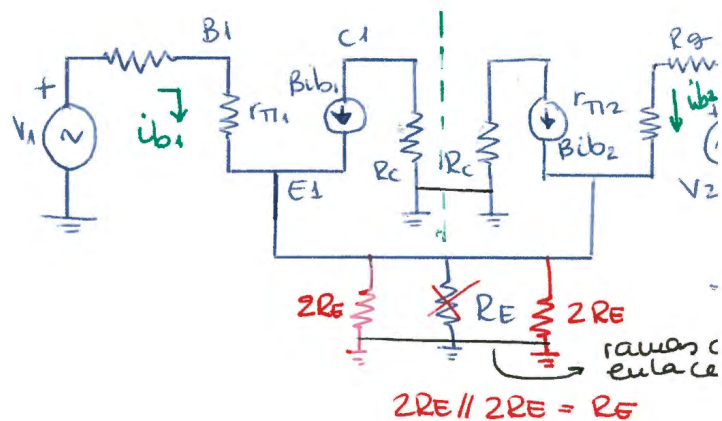 B1
C1
Rg
+
Bib1
rπ1
rπ2
ib1
ib2
V1
~
Bib2
Rc
Rc
E1
V2
2RE
RE
2RE
ramas
enlace
2RE // 2RE = RE